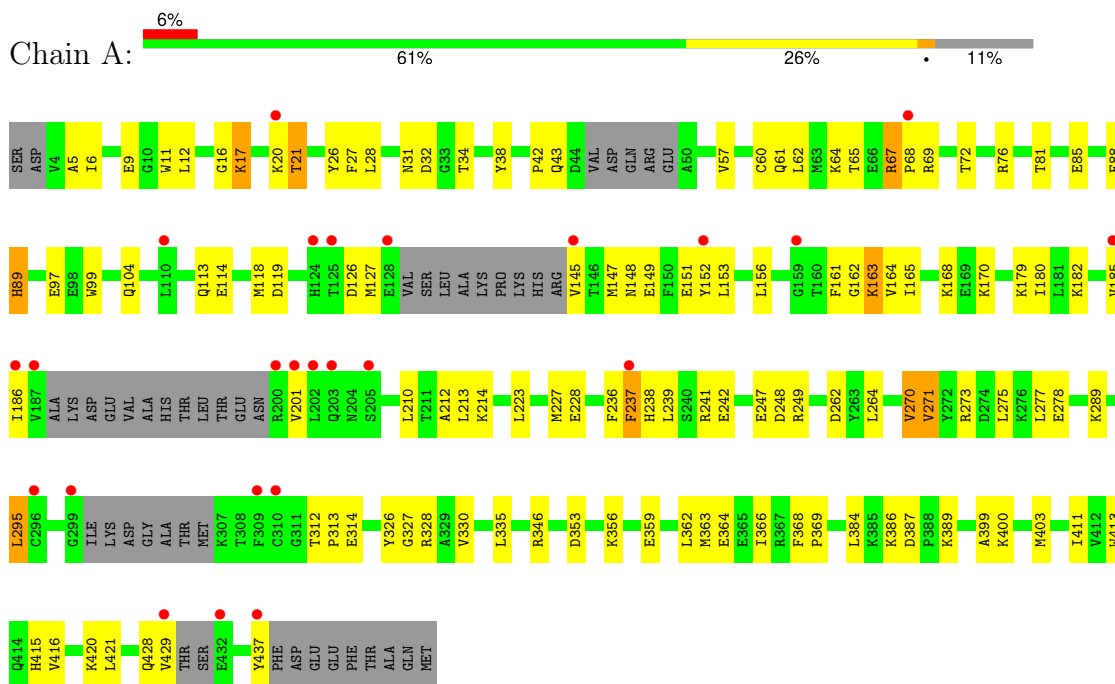 6%
Chain A:
61% 26% • 11%
SER ASP V4 A5 I6 E9 G10 W11 L12 G16 K17 K20 T21 Y26 F27 L28 N31 D32 G33 T34 Y38 P42 Q43 D44 VAL ASP GLN ARG GLU A50 V57 C60 Q61 L62 M63 K64 T65 E66 R67 P68 R69 T72 R76 T81 E85 E88
H89 E97 E98 W99 Q104 L110 Q113 E114 M118 D119 H124 T125 D126 M127 E128 VAL SER LEU ALA LYS PRO LYS HIS ARG V145 T146 M147 N148 E149 F150 E151 Y152 L153 L156 G159 T160 F161 G162 K163 V164 I165 K168 E169 K170 K179 I180 L181 K182 V185
I186 V187 ALA LYS ASP GLU VAL ALA HIS THR LEU THR GLU ASN R200 V201 L202 Q203 N204 S205 L210 T211 A212 L213 K214 L223 M227 E228 F236 F237 H238 L239 S240 R241 E242 E247 D248 R249 D262 Y263 L264 V270 V271 Y272 R273 D274 L275 K276 L277 E278 K289
L295 C296 G299 ILE LYS ASP GLY ALA THR MET K307 T308 F309 C310 G311 T312 P313 E314 Y326 G327 R328 A329 V330 L335 R346 D353 K356 E359 L362 M363 E364 E365 I366 R367 F368 P369 L384 K385 K386 D387 P388 K389 A399 K400 M403 I411 V412 W413
Q414 H415 V416 K420 L421 Q428 V429 THR SER E432 Y437 PHE ASP GLU GLU PHE THR ALA GLN MET